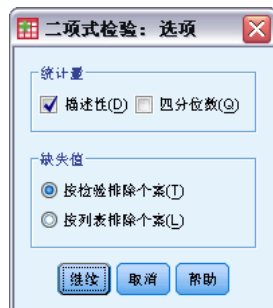 二项式检验：选项
统计量
描述性(D) 四分位数(Q)
缺失值
按检验排除个案(T)
按列表排除个案(L)
继续 取消 帮助